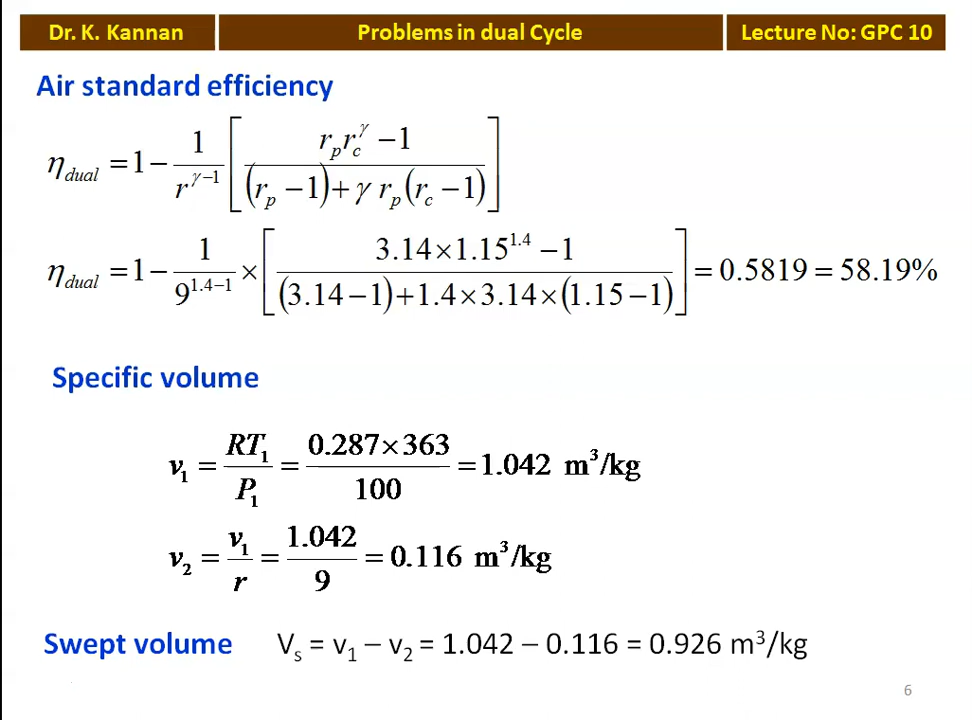 Dr. K. Kannan Problems in dual Cycle Lecture No: GPC 10
Air standard efficiency
η_dual = 1 − 1/r^(γ−1) [ (r_p r_c^γ − 1) / ((r_p − 1) + γ r_p (r_c − 1)) ]
η_dual = 1 − 1/9^(1.4−1) × [ (3.14 × 1.15^1.4 − 1) / ((3.14 − 1) + 1.4 × 3.14 × (1.15 − 1)) ] = 0.5819 = 58.19%
Specific volume
v₁ = RT₁/P₁ = (0.287×363)/100 = 1.042 m³/kg
v₂ = v₁/r = 1.042/9 = 0.116 m³/kg
Swept volume V_s = v₁ – v₂ = 1.042 – 0.116 = 0.926 m³/kg
6